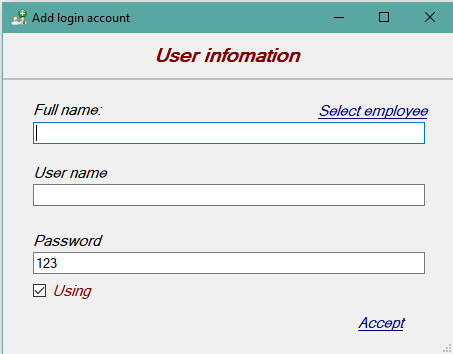 Add login account
User infomation
Full name:
Select employee
User name
Password
123
Using
Accept